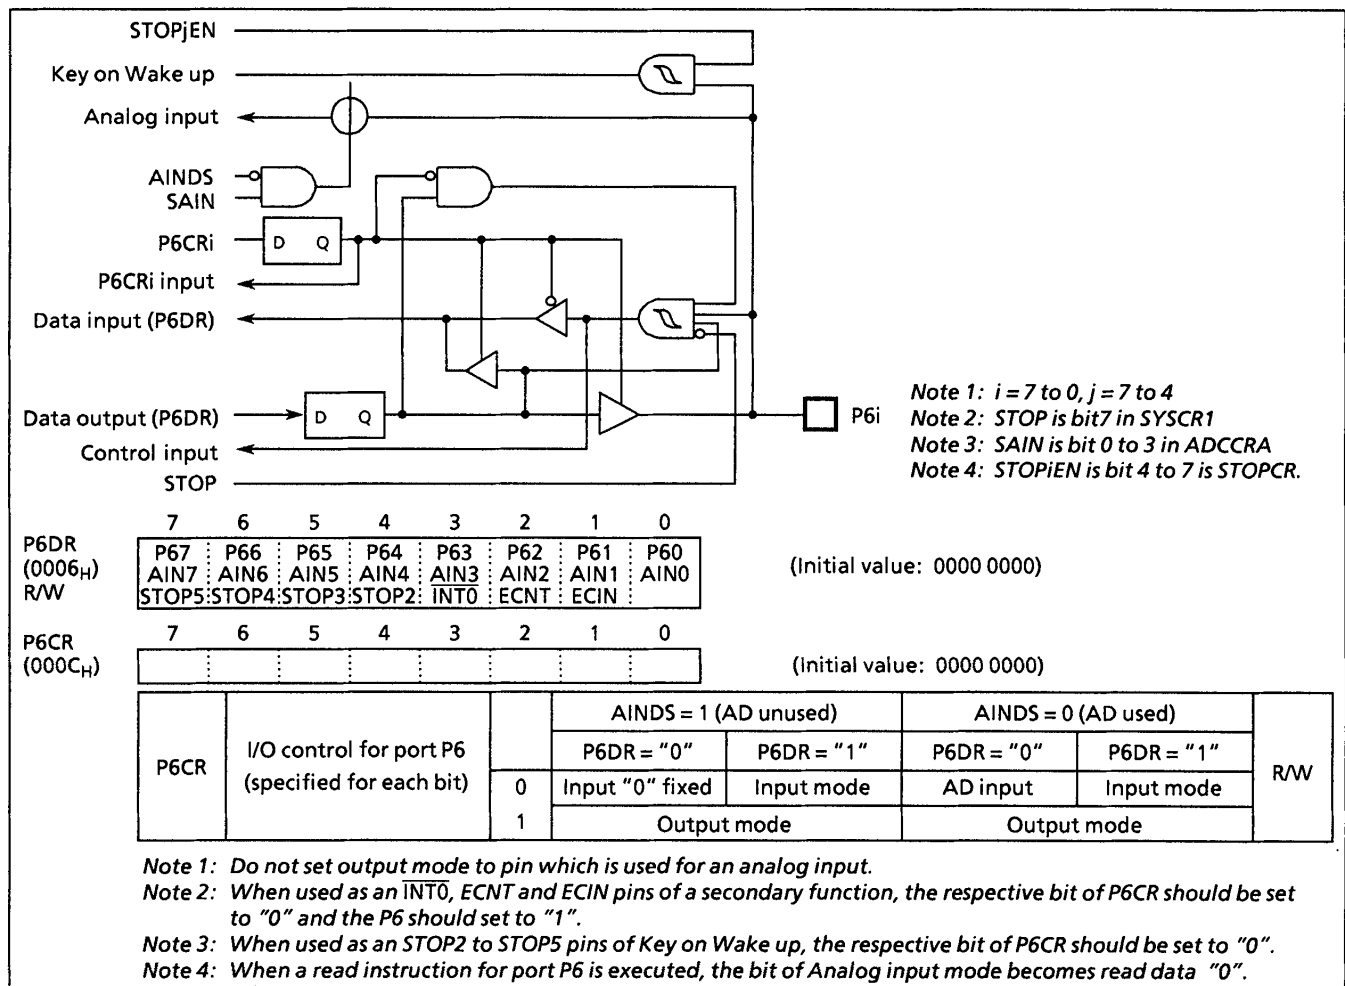 STOPjEN
Key on Wake up
Analog input
AINDS
SAIN
P6CRi
D Q
P6CRi input
Data input (P6DR)
Data output (P6DR)
D Q
P6i
Control input
STOP
Note 1: i = 7 to 0, j = 7 to 4
Note 2: STOP is bit7 in SYSCR1
Note 3: SAIN is bit 0 to 3 in ADCCRA
Note 4: STOPiEN is bit 4 to 7 is STOPCR.
7 6 5 4 3 2 1 0
P6DR (0006H) R/W
P67 P66 P65 P64 P63 P62 P61 P60
AIN7 AIN6 AIN5 AIN4 AIN3 AIN2 AIN1 AIN0
STOP5 STOP4 STOP3 STOP2 INT0 ECNT ECIN
(Initial value: 0000 0000)
7 6 5 4 3 2 1 0
P6CR (000CH)
(Initial value: 0000 0000)
P6CR
I/O control for port P6
(specified for each bit)
AINDS = 1 (AD unused) AINDS = 0 (AD used)
P6DR = "0" P6DR = "1" P6DR = "0" P6DR = "1"
0 Input "0" fixed Input mode AD input Input mode
1 Output mode Output mode
R/W
Note 1: Do not set output mode to pin which is used for an analog input.
Note 2: When used as an INT0, ECNT and ECIN pins of a secondary function, the respective bit of P6CR should be set
to "0" and the P6 should set to "1".
Note 3: When used as an STOP2 to STOP5 pins of Key on Wake up, the respective bit of P6CR should be set to "0".
Note 4: When a read instruction for port P6 is executed, the bit of Analog input mode becomes read data "0".